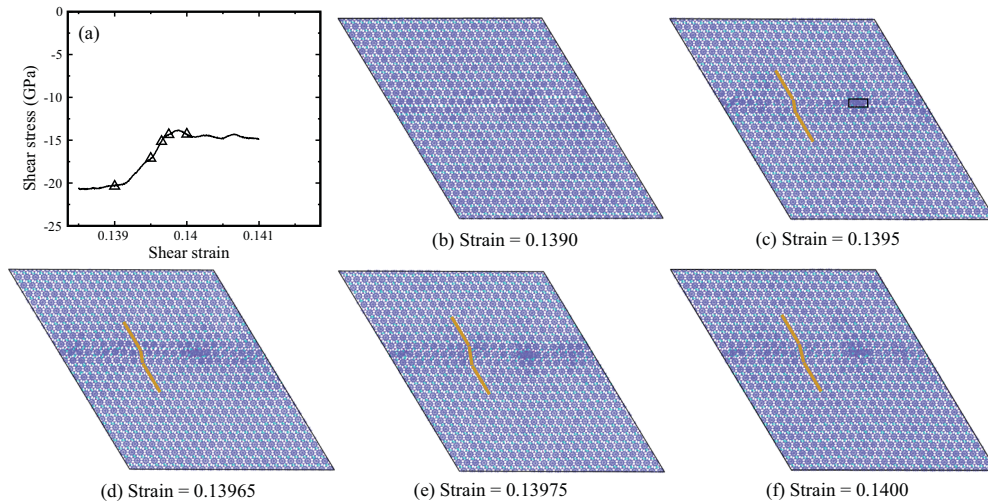 (a)
0
-5
-10
-15
-20
-25
Shear stress (GPa)
0.139 0.14 0.141
Shear strain
(b) Strain = 0.1390
(c) Strain = 0.1395
(d) Strain = 0.13965
(e) Strain = 0.13975
(f) Strain = 0.1400